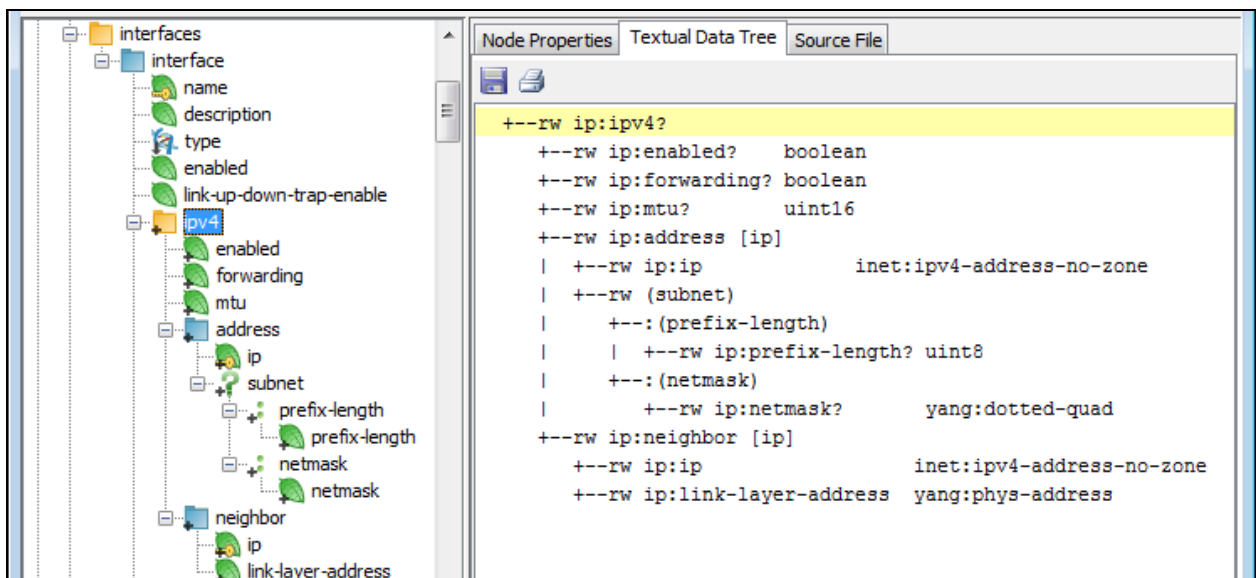 interfaces
interface
name
description
type
enabled
link-up-down-trap-enable
ipv4
enabled
forwarding
mtu
address
ip
subnet
prefix-length
prefix-length
netmask
netmask
neighbor
ip
link-layer-address
Node Properties Textual Data Tree Source File
+--rw ip:ipv4?
+--rw ip:enabled? boolean
+--rw ip:forwarding? boolean
+--rw ip:mtu? uint16
+--rw ip:address [ip]
| +--rw ip:ip inet:ipv4-address-no-zone
| +--rw (subnet)
| +--:(prefix-length)
| | +--rw ip:prefix-length? uint8
| +--:(netmask)
| +--rw ip:netmask? yang:dotted-quad
+--rw ip:neighbor [ip]
+--rw ip:ip inet:ipv4-address-no-zone
+--rw ip:link-layer-address yang:phys-address